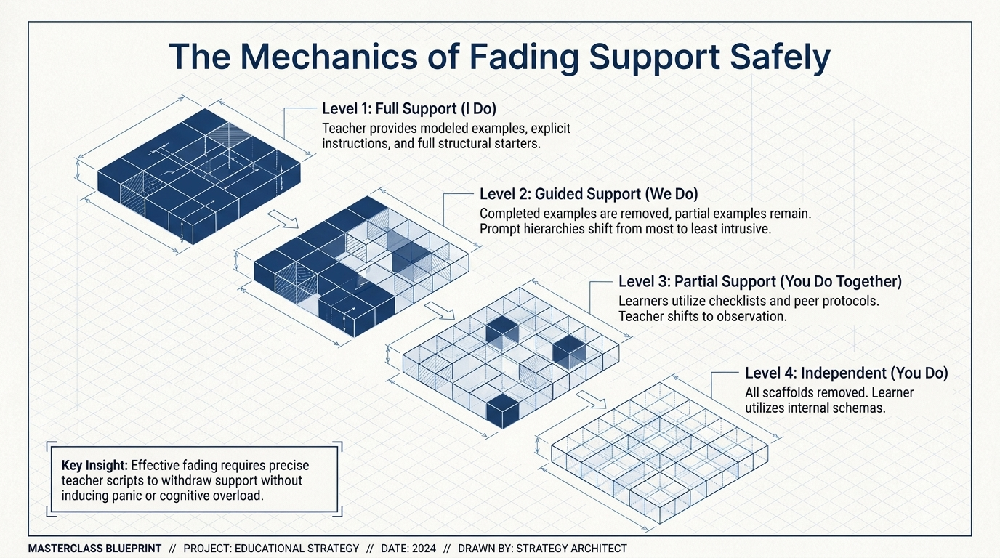 The Mechanics of Fading Support Safely
Level 1: Full Support (I Do)
Teacher provides modeled examples, explicit
instructions, and full structural starters.
Level 2: Guided Support (We Do)
Completed examples are removed, partial examples remain.
Prompt hierarchies shift from most to least intrusive.
Level 3: Partial Support (You Do Together)
Learners utilize checklists and peer protocols.
Teacher shifts to observation.
Level 4: Independent (You Do)
All scaffolds removed. Learner
utilizes internal schemas.
Key Insight: Effective fading requires precise
teacher scripts to withdraw support without
inducing panic or cognitive overload.
MASTERCLASS BLUEPRINT // PROJECT: EDUCATIONAL STRATEGY // DATE: 2024 // DRAWN BY: STRATEGY ARCHITECT